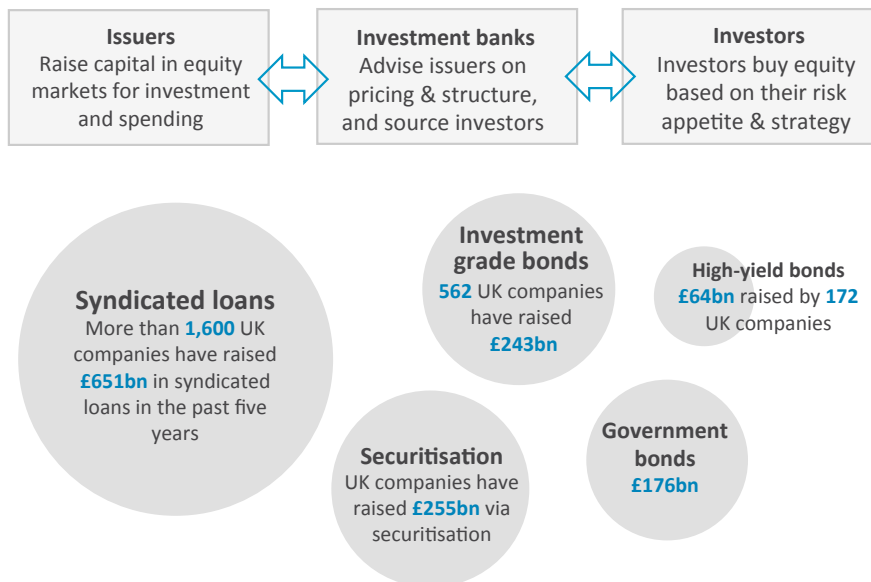 Issuers
Raise capital in equity
markets for investment
and spending
Investment banks
Advise issuers on
pricing & structure,
and source investors
Investors
Investors buy equity
based on their risk
appetite & strategy
Syndicated loans
More than 1,600 UK
companies have raised
£651bn in syndicated
loans in the past five
years
Investment
grade bonds
562 UK companies
have raised
£243bn
High-yield bonds
£64bn raised by 172
UK companies
Securitisation
UK companies have
raised £255bn via
securitisation
Government
bonds
£176bn